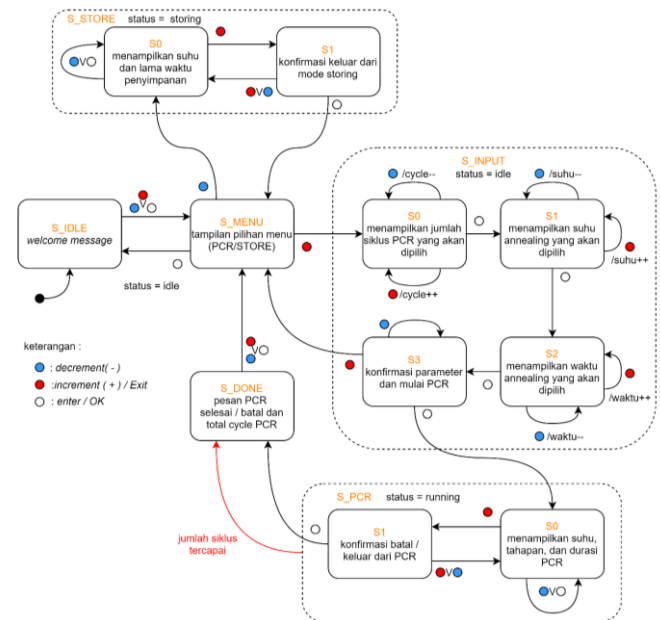 S_STORE status = storing
S0
menampilkan suhu
dan lama waktu
penyimpanan
S1
konfirmasi keluar dari
mode storing
V
V
S_IDLE
welcome message
V
status = idle
S_MENU
tampilan pilihan menu
(PCR/STORE)
S_INPUT
status = idle
/cycle--
S0
menampilkan jumlah
siklus PCR yang akan
dipilih
/cycle++
/suhu--
S1
menampilkan suhu
annealing yang akan
dipilih
/suhu++
S3
konfirmasi parameter
dan mulai PCR
S2
menampilkan waktu
annealing yang akan
dipilih
/waktu++
/waktu--
keterangan :
: decrement( - )
:increment ( + ) / Exit
: enter / OK
V
S_DONE
pesan PCR
selesai / batal dan
total cycle PCR
jumlah siklus
tercapai
S_PCR status = running
S1
konfirmasi batal /
keluar dari PCR
S0
menampilkan suhu,
tahapan, dan durasi
PCR
V
V